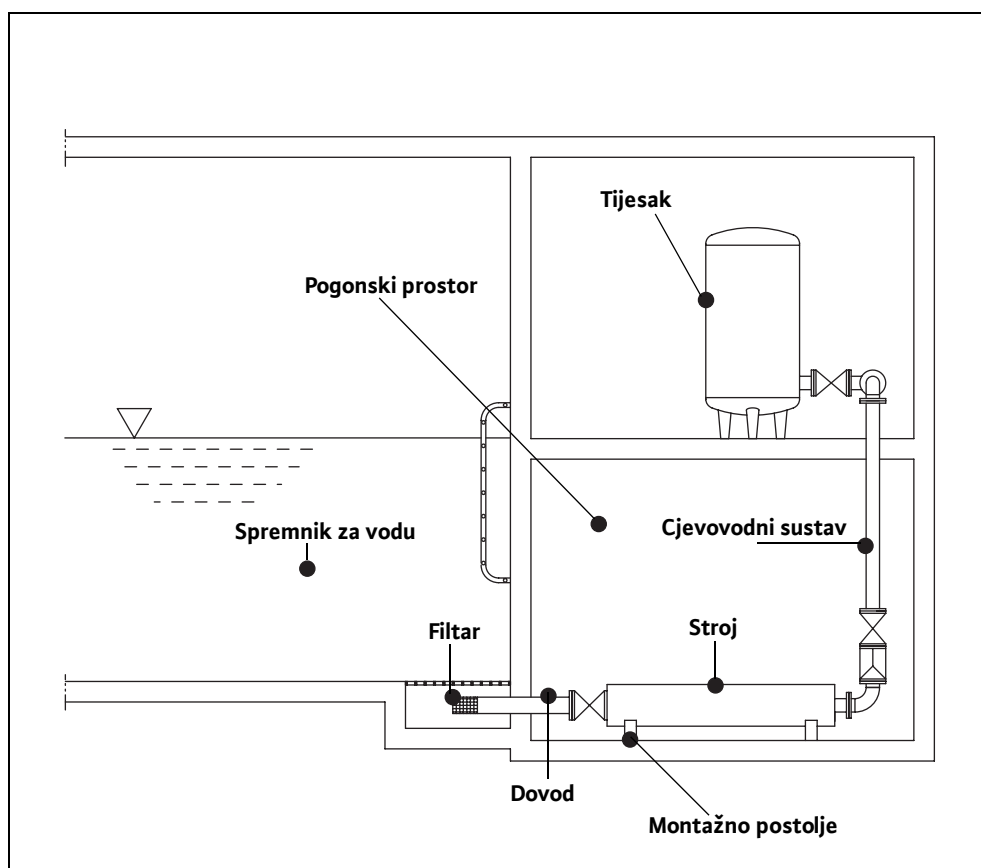 Tijesak
Pogonski prostor
Spremnik za vodu
Cjevovodni sustav
Filtar
Stroj
Dovod
Montažno postolje